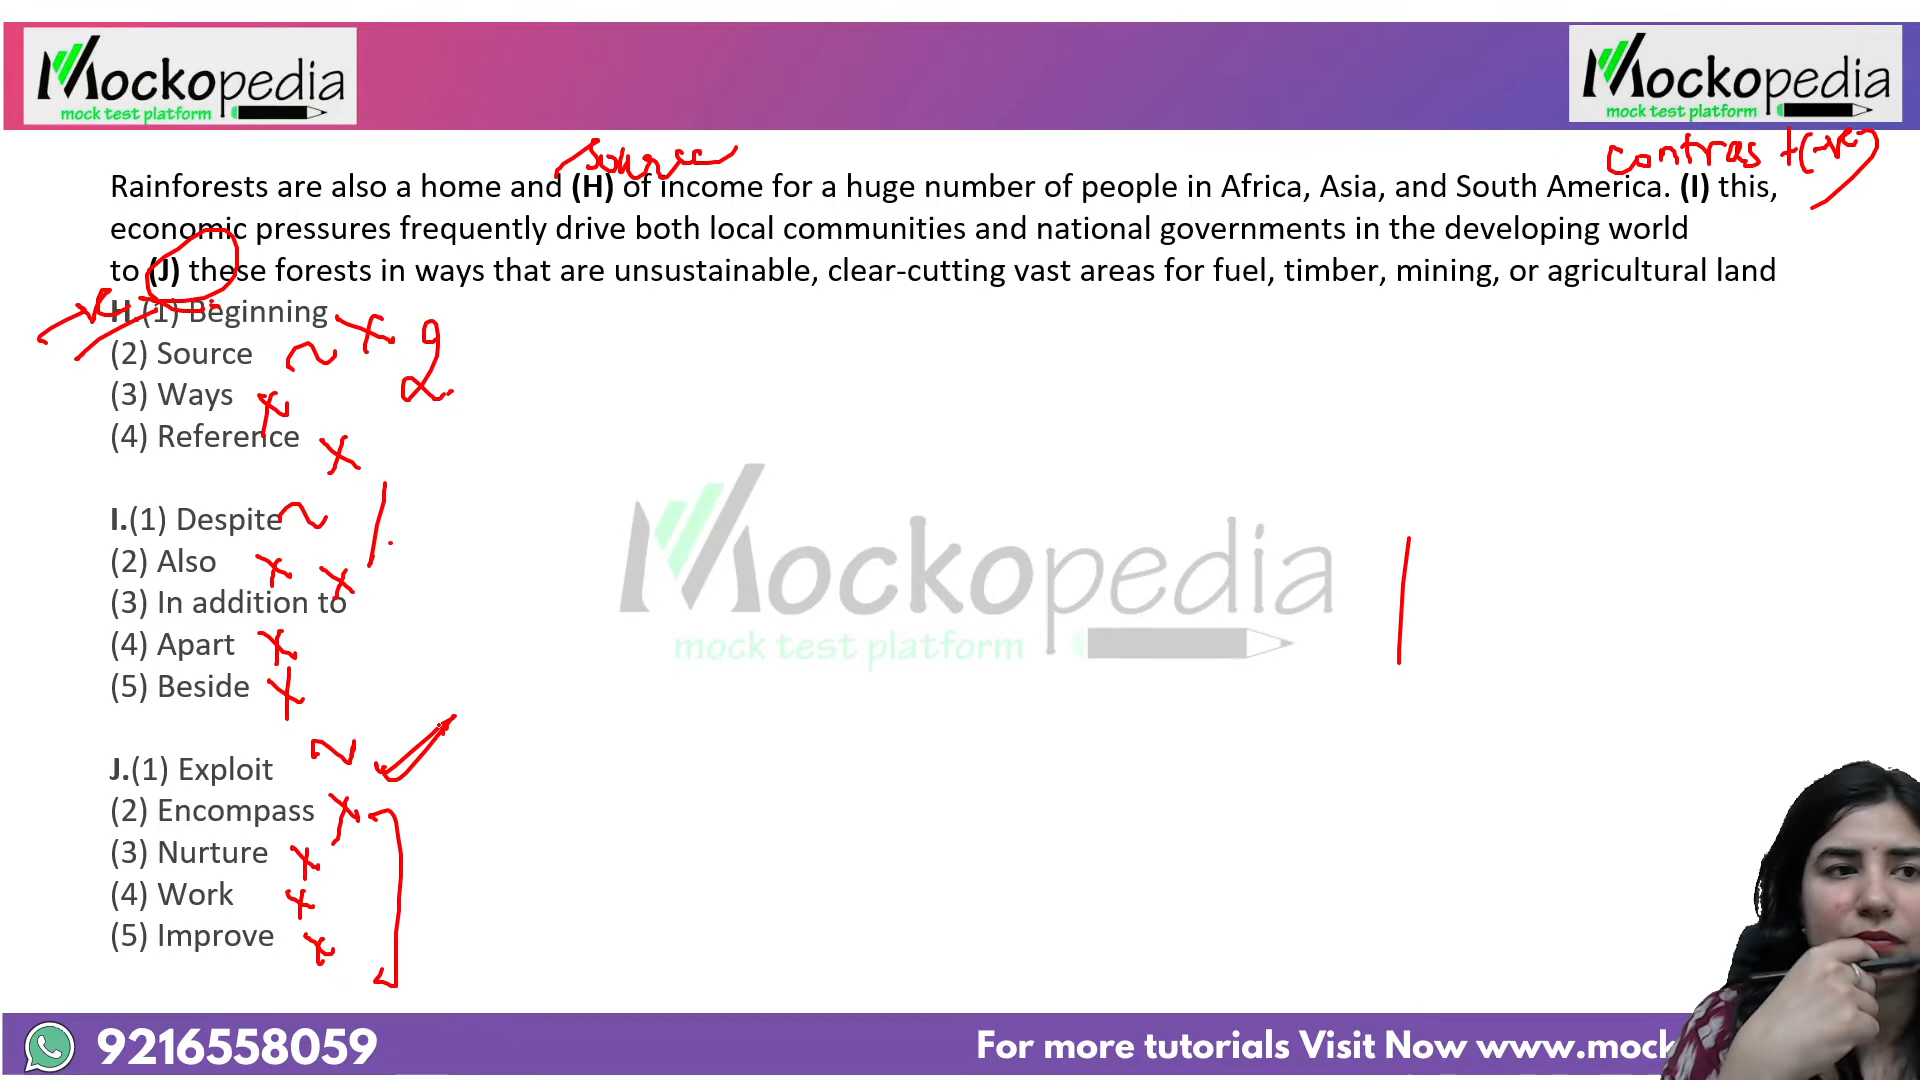 Mockopedia
mock test platform
Mockopedia
mock test platform
source
contrast (-ve)
Rainforests are also a home and (H) of income for a huge number of people in Africa, Asia, and South America. (I) this,
economic pressures frequently drive both local communities and national governments in the developing world
to (J) these forests in ways that are unsustainable, clear-cutting vast areas for fuel, timber, mining, or agricultural land
-ve
H.(1) Beginning
(2) Source
2
(3) Ways
(4) Reference
I.(1) Despite
(2) Also
(3) In addition to
(4) Apart
(5) Beside
Mockopedia
mock test platform
J.(1) Exploit
(2) Encompass
(3) Nurture
(4) Work
(5) Improve
9216558059
For more tutorials Visit Now www.mock